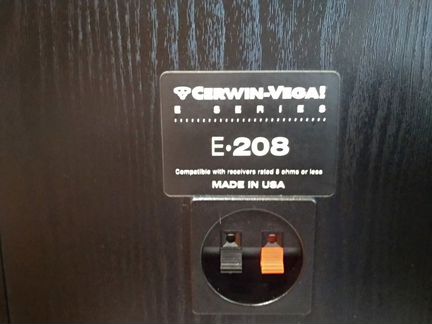 CERWIN-VEGA!
E SERIES
E•208
Compatible with receivers rated 8 ohms or less
MADE IN USA